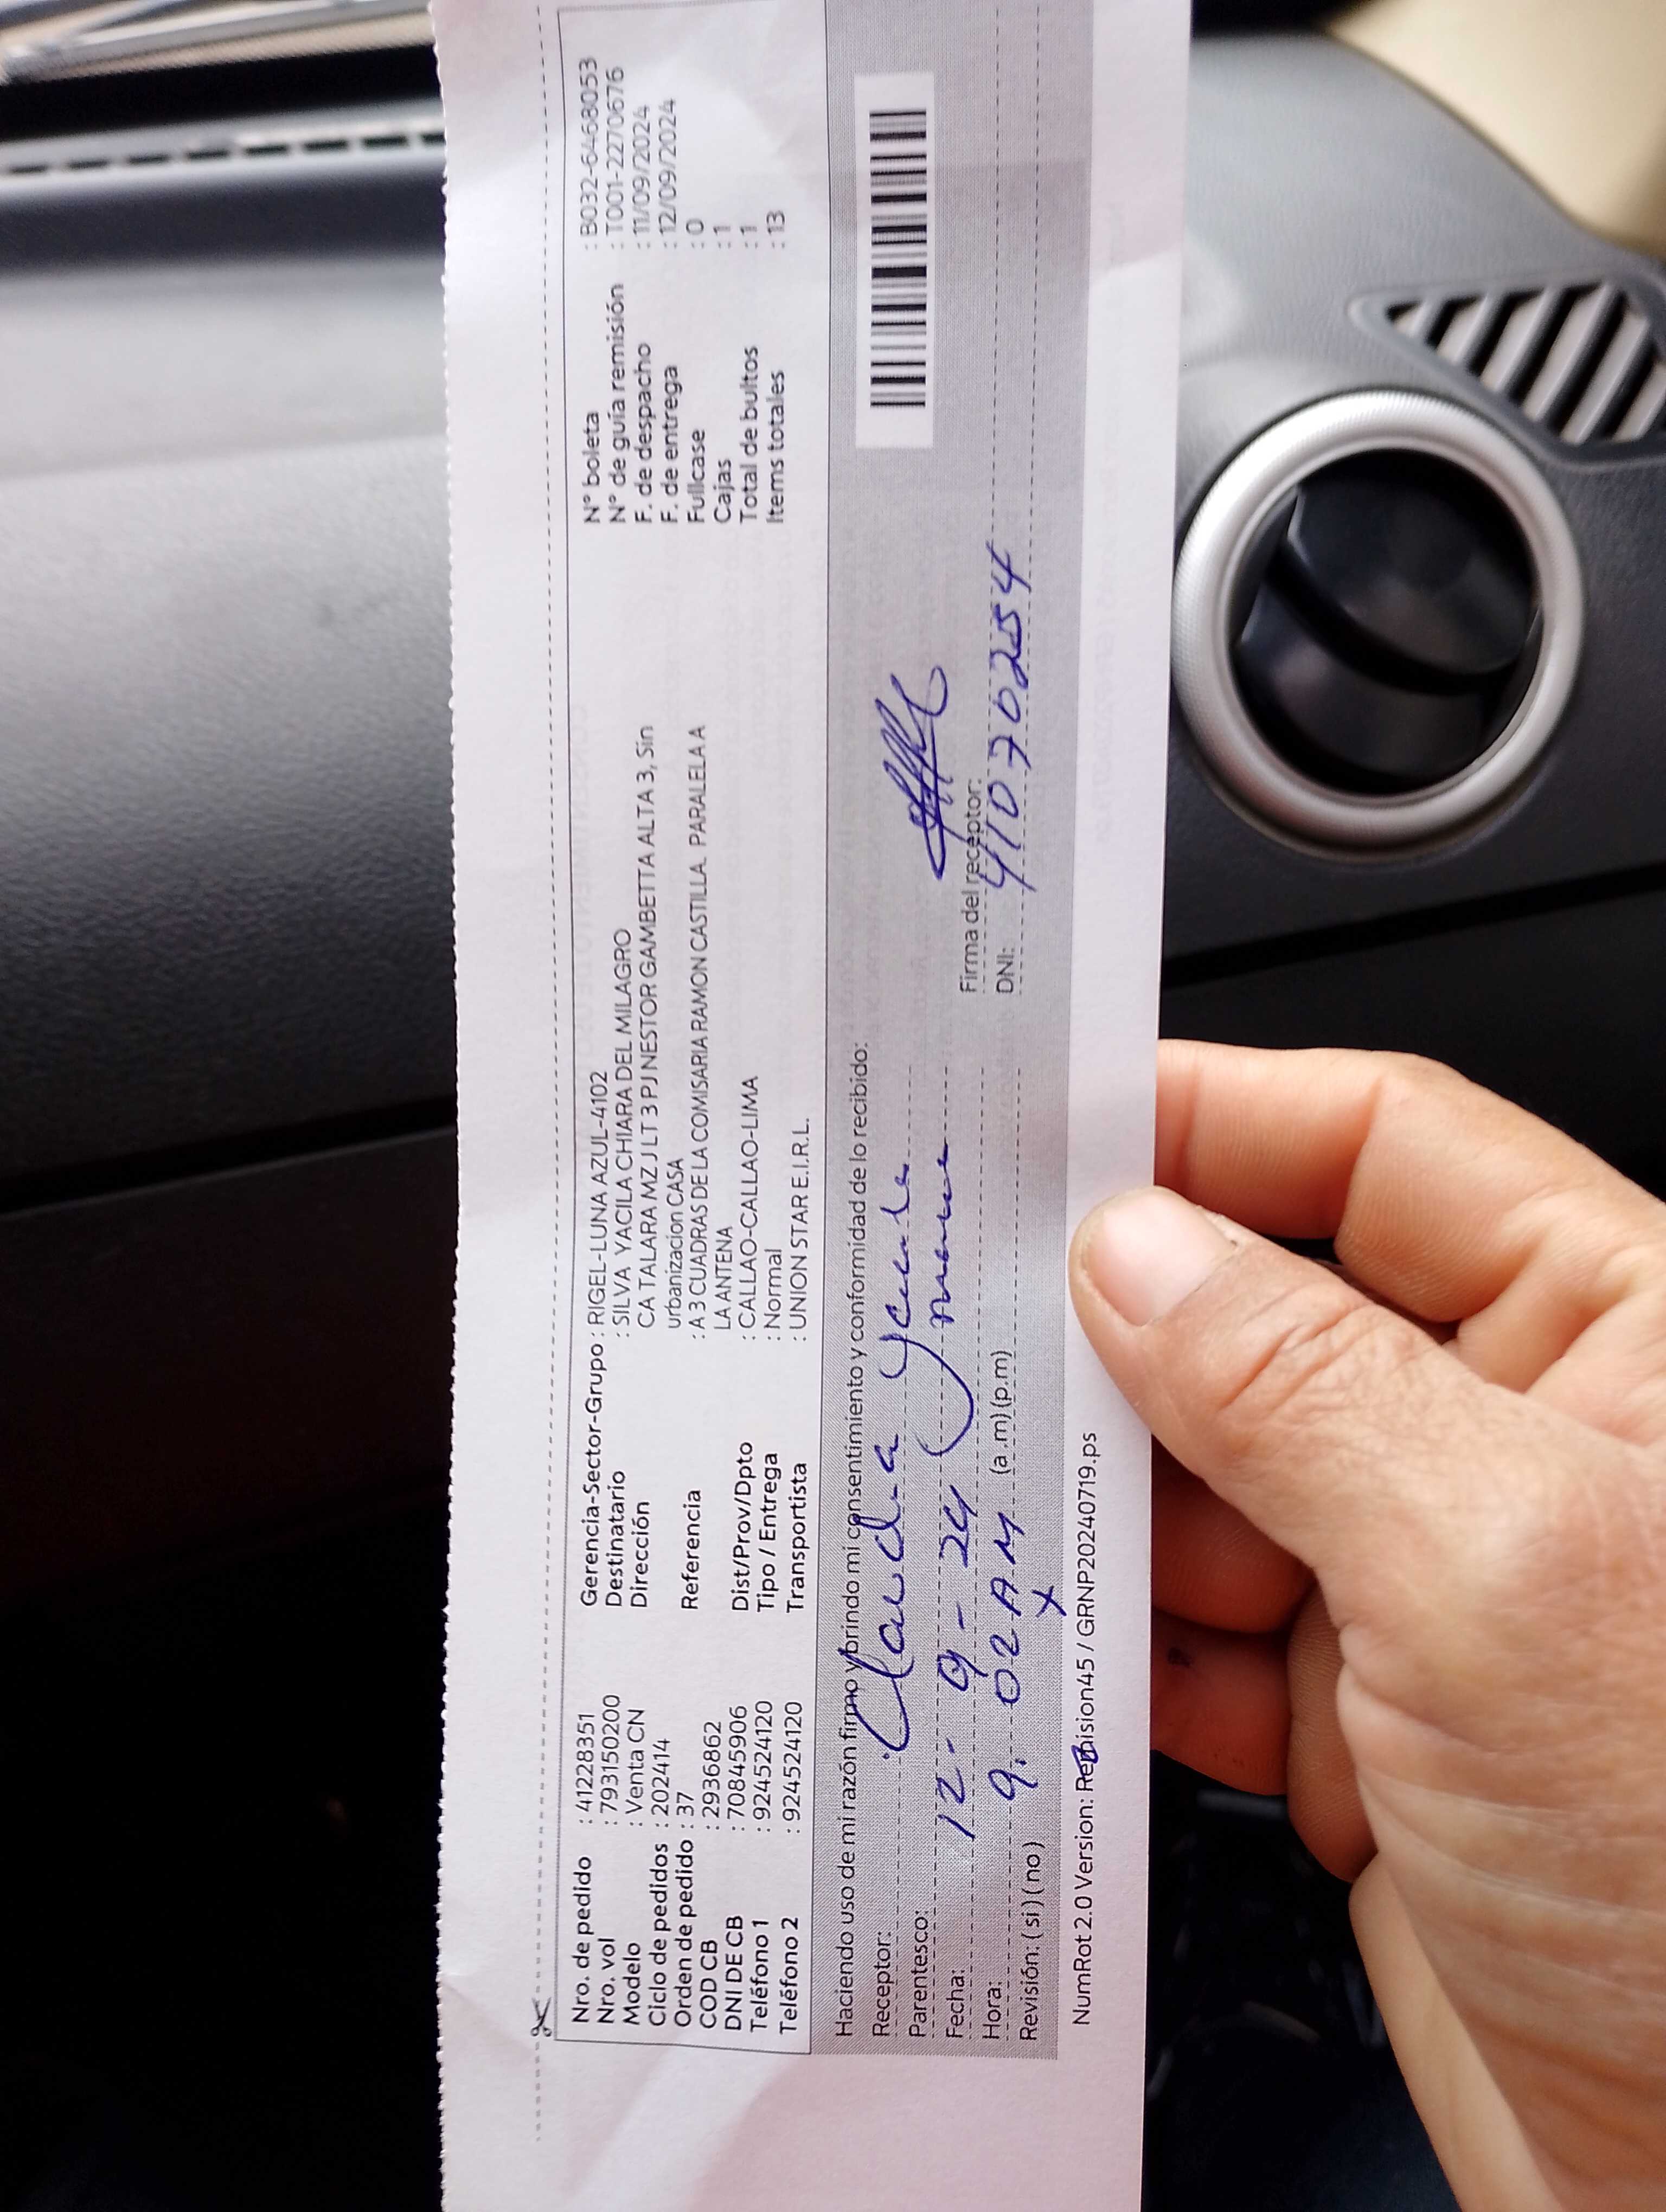 Nro. de pedido : 41228351
Nro. vol : 793150200
Modelo : Venta CN
Ciclo de pedidos : 202414
Orden de pedido : 37
COD CB : 2936862
DNI DE CB : 70845906
Teléfono 1 : 924524120
Teléfono 2 : 924524120
Gerencia-Sector-Grupo : RIGEL-LUNA AZUL-4102
Destinatario : SILVA YACILA CHIARA DEL MILAGRO
Dirección CA TALARA MZ J LT 3 PJ NESTOR GAMBETTA ALTA 3, Sin
urbanizacion CASA
Referencia : A 3 CUADRAS DE LA COMISARIA RAMON CASTILLA. PARALELA A
LA ANTENA
Dist/Prov/Dpto : CALLAO-CALLAO-LIMA
Tipo / Entrega : Normal
Transportista : UNION STAR E.I.R.L.
N° boleta : B032-6468053
N° de guía remisión : T001-22770676
F. de despacho : 11/09/2024
F. de entrega : 12/09/2024
Fullcase : 0
Cajas : 1
Total de bultos : 1
Items totales : 13
Haciendo uso de mi razón firmo y brindo mi consentimiento y conformidad de lo recibido:
Receptor: Claudia
Parentesco:
Fecha: 12-09-24
Hora: 9.02AM (a.m)(p.m)
Revisión: (si)(no) X
Firma del receptor:
DNI: 41070254
NumRot 2.0 Version: Revision45 / GRNP20240719.ps